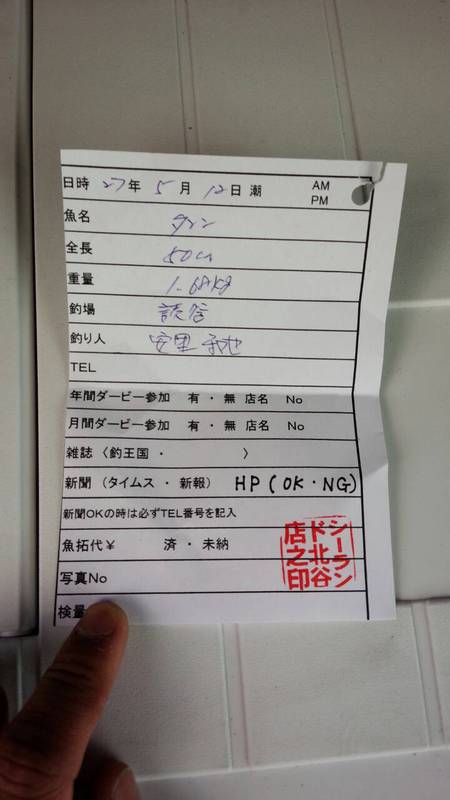 日時 27年 5月 12日 潮 AM PM
魚名 タマン
全長 50cm
重量 1.68kg
釣場 読谷
釣り人 安里
TEL
年間ダービー参加 有・無 店名 No
月間ダービー参加 有・無 店名 No
雑誌〈釣王国・ 〉
新聞(タイムス・新報) HP(OK・NG)
新聞OKの時は必ずTEL番号を記入
魚拓代¥ 済・未納
写真No
検量
シーラン
ド北谷
店之印